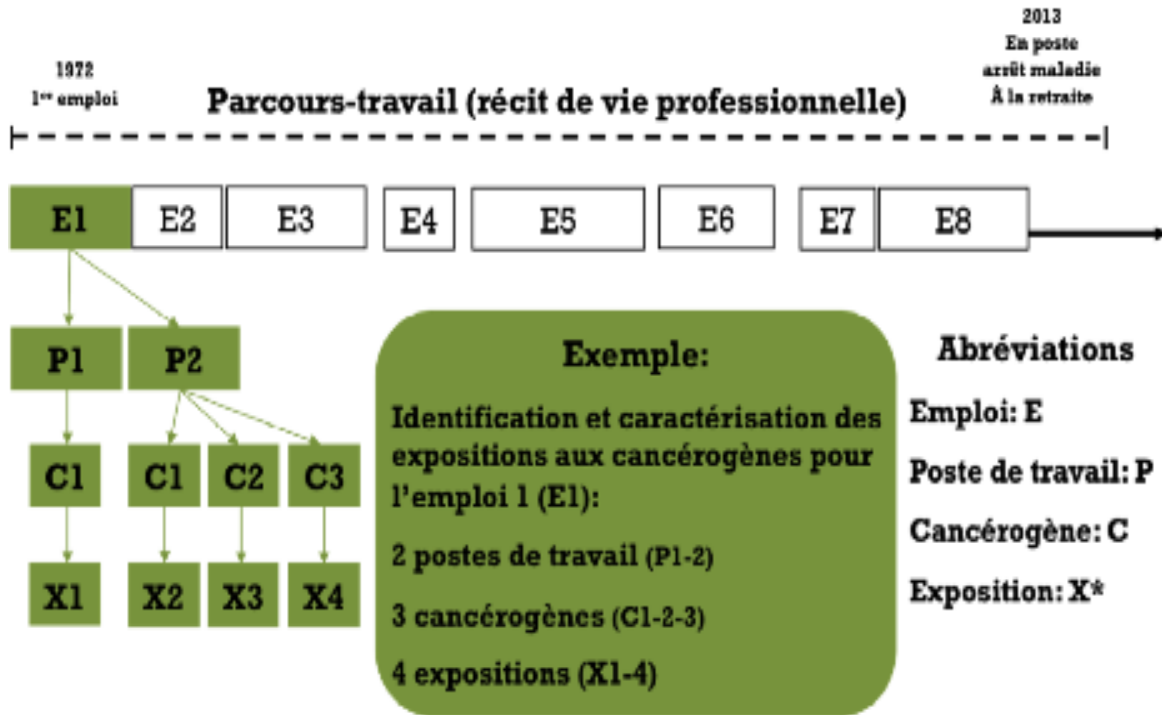 1972
1er emploi
2013
En poste
arrêt maladie
À la retraite
Parcours-travail (récit de vie professionnelle)
E1 E2 E3 E4 E5 E6 E7 E8
P1 P2
C1 C1 C2 C3
X1 X2 X3 X4
Exemple:
Identification et caractérisation des
expositions aux cancérogènes pour
l'emploi 1 (E1):
2 postes de travail (P1-2)
3 cancérogènes (C1-2-3)
4 expositions (X1-4)
Abréviations
Emploi: E
Poste de travail: P
Cancérogène: C
Exposition: X*